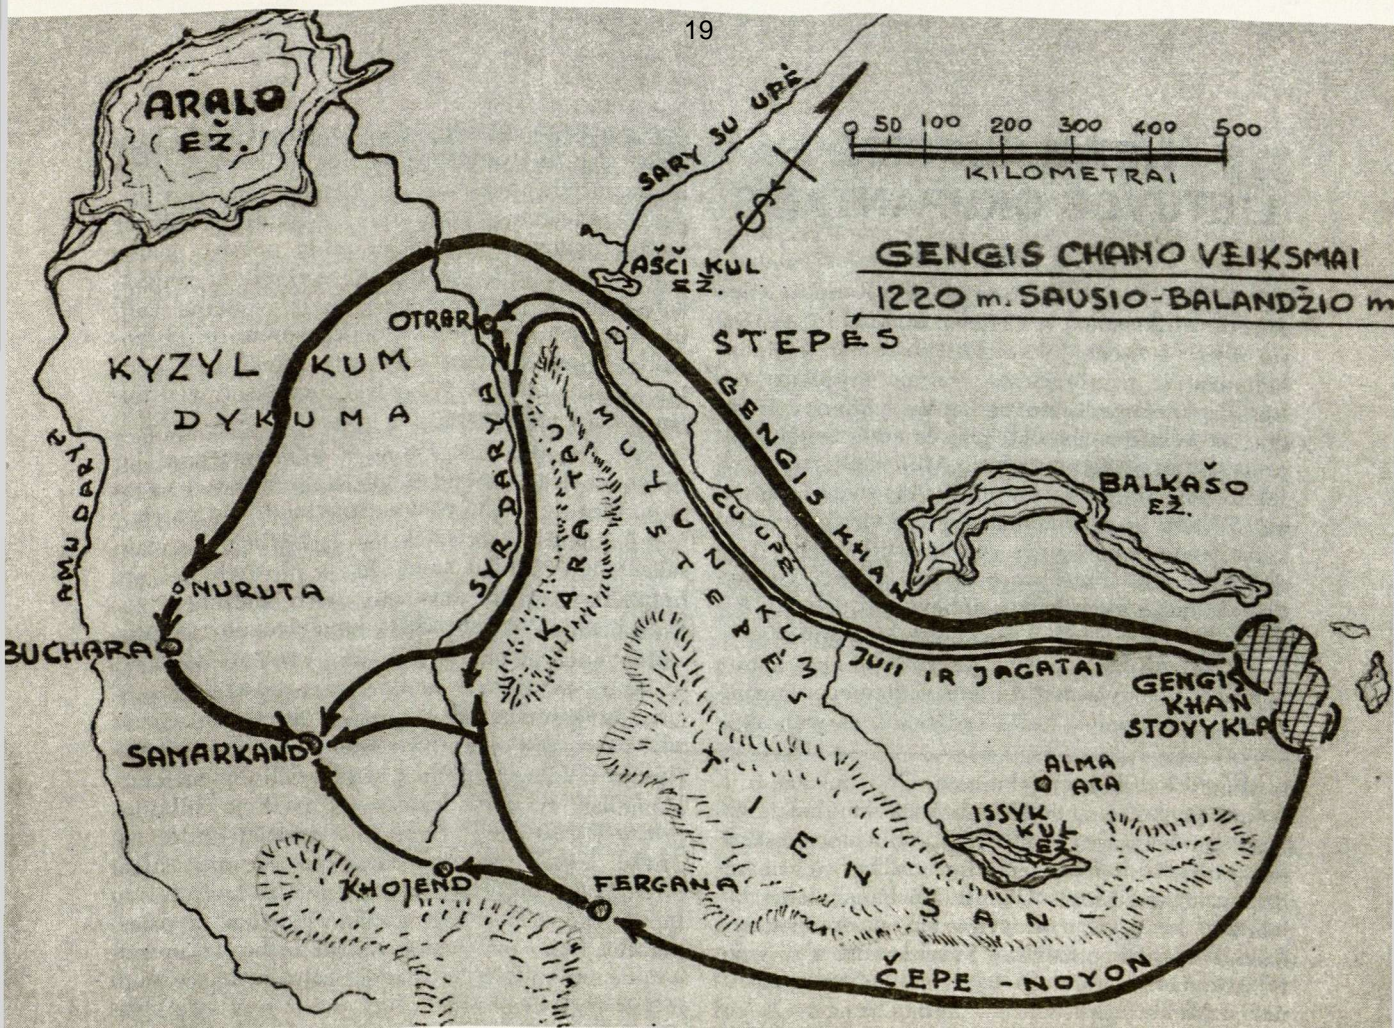 19
ARALO
EŽ.
SARY SU UPĖ
0 50 100 200 300 400 500
KILOMETRAI
S
AŠČI KUL
EŽ.
GENGIS CHANO VEIKSMAI
1220 m. SAUSIO-BALANDŽIO m
OTRAR
STEPĖS
KYZYL KUM
DYKUMA
GENGIS KHAN
AMU DARYA
SYR DARYA
KARATAU
MUYUNKUMS
STEPĖS
ČU UPĖ
BALKAŠO
EŽ.
NURUTA
BUCHARA
JUII IR JAGATAI
GENGIS
KHAN
STOVYKLA
SAMARKAND
ALMA
ATA
ISSYK
KUL
EŽ.
TIEN ŠAN
KHOJEND
FERGANA
ČEPE - NOYON